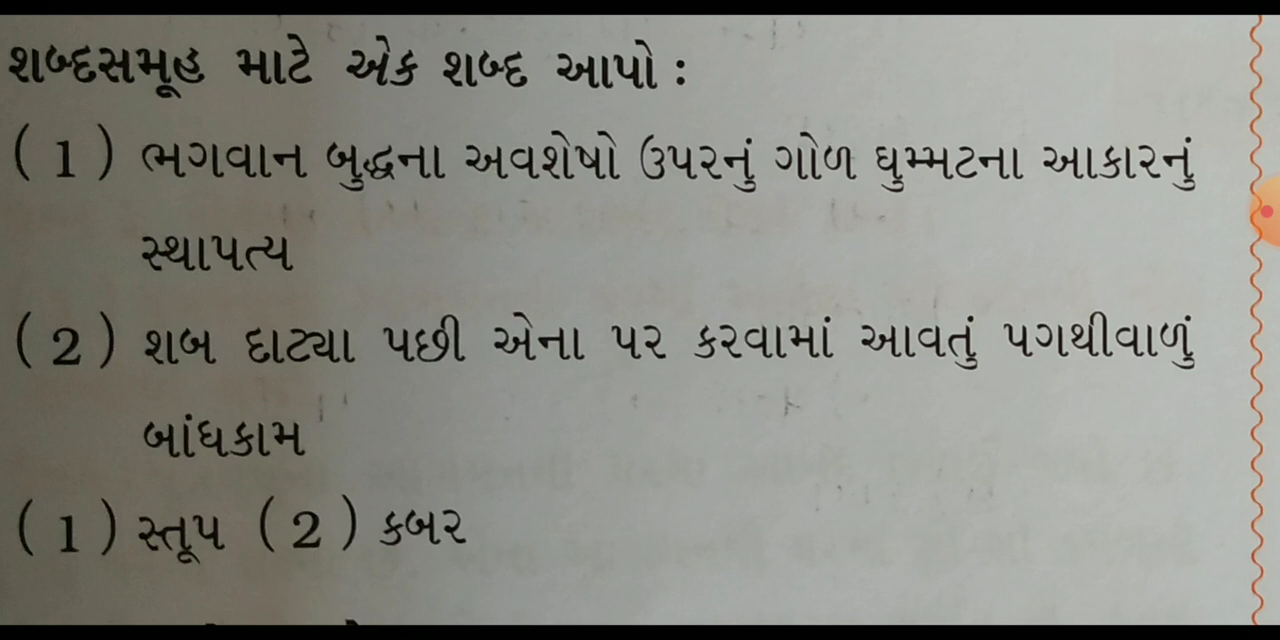 શબ્દસમૂહ માટે એક શબ્દ આપો :
( 1 ) ભગવાન બુદ્ધના અવશેષો ઉપરનું ગોળ ઘુમ્મટના આકારનું
સ્થાપત્ય
( 2 ) શબ દાટ્યા પછી એના પર કરવામાં આવતું પગથીવાળું
બાંધકામ
( 1 ) સ્તૂપ ( 2 ) કબર